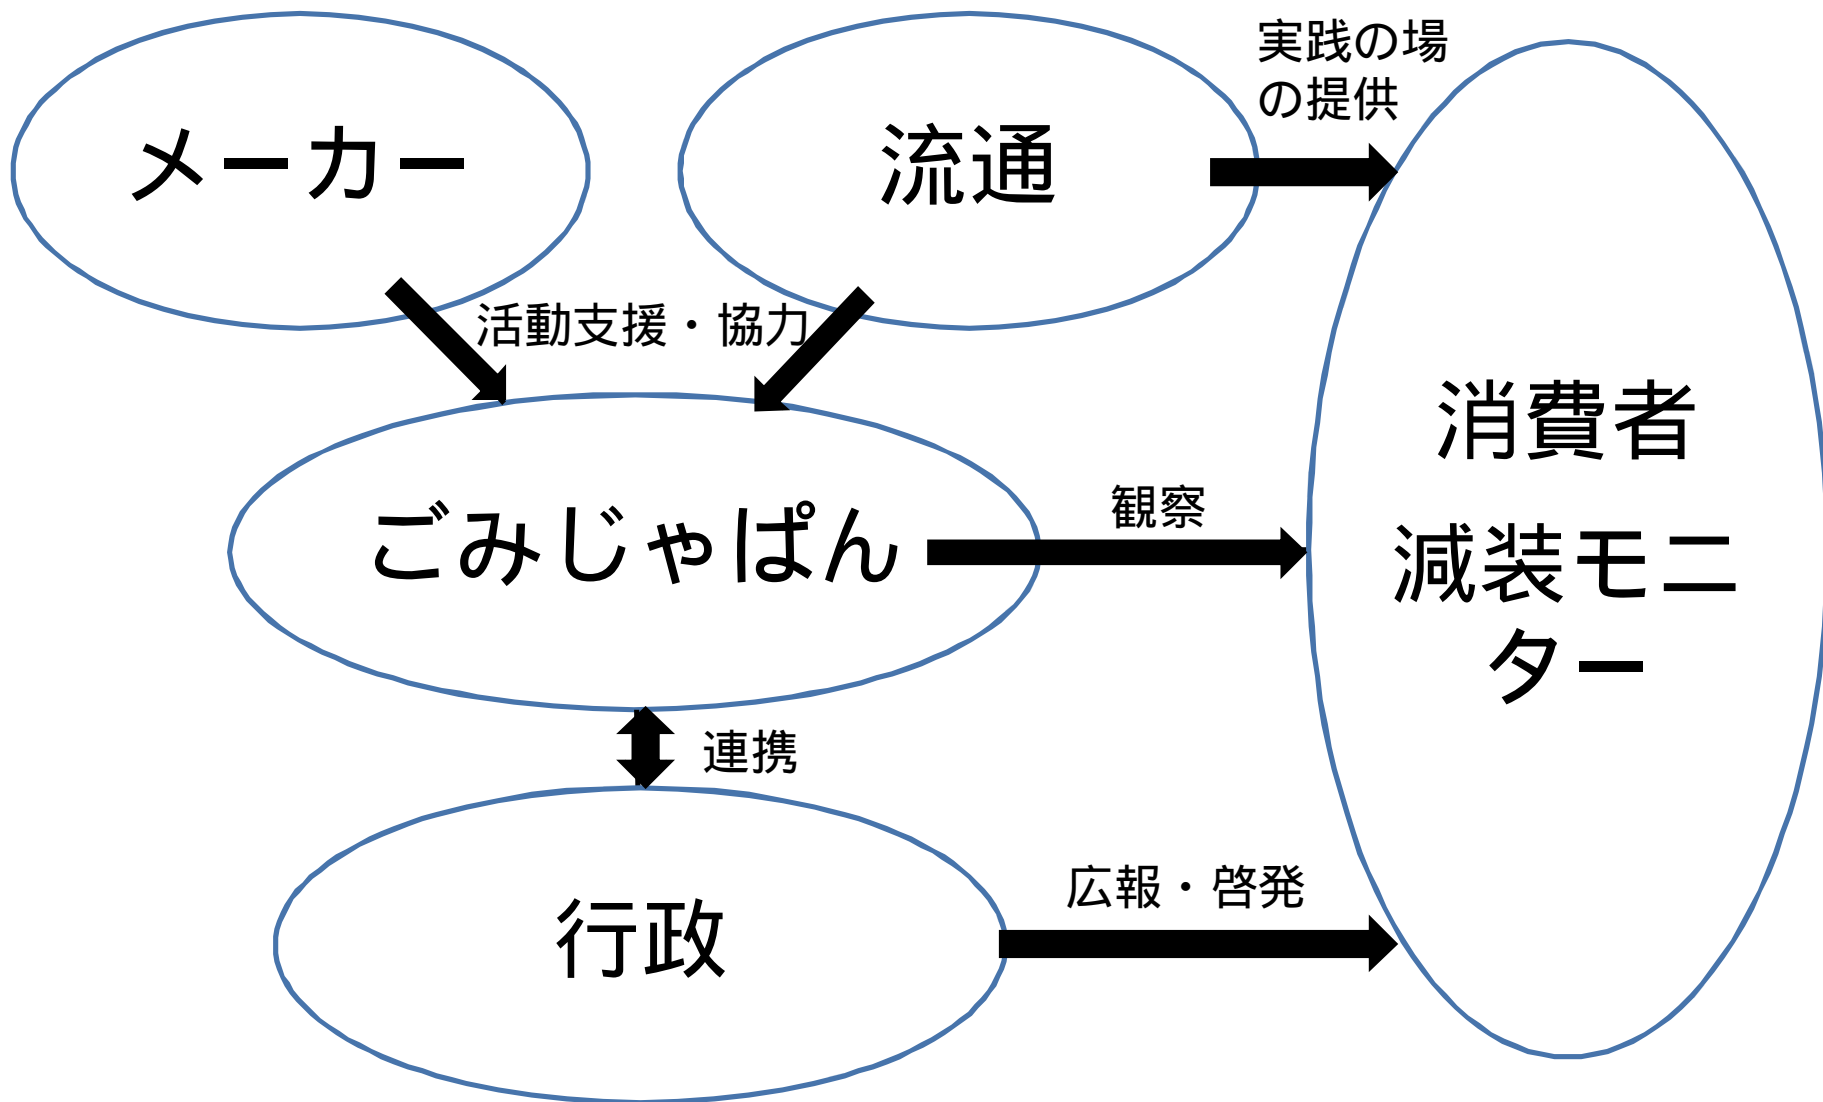 メーカー
流通
実践の場
の提供
活動支援・協力
消費者
減装モニ
ター
ごみじゃぱん
観察
連携
行政
広報・啓発